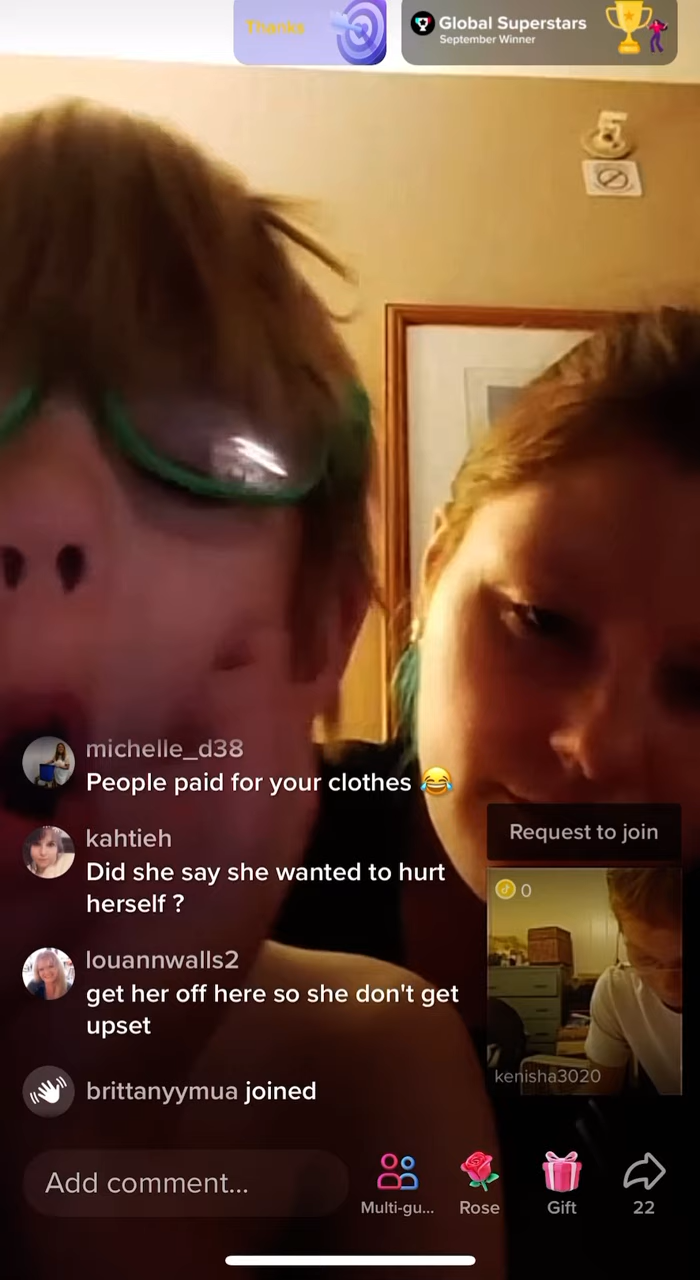 Thanks
Global Superstars
September Winner
5
michelle_d38
People paid for your clothes 😂
kahtieh
Did she say she wanted to hurt
herself ?
louannwalls2
get her off here so she don't get
upset
brittanyymua joined
Request to join
0
kenisha3020
Add comment...
Multi-gu...
Rose
Gift
22